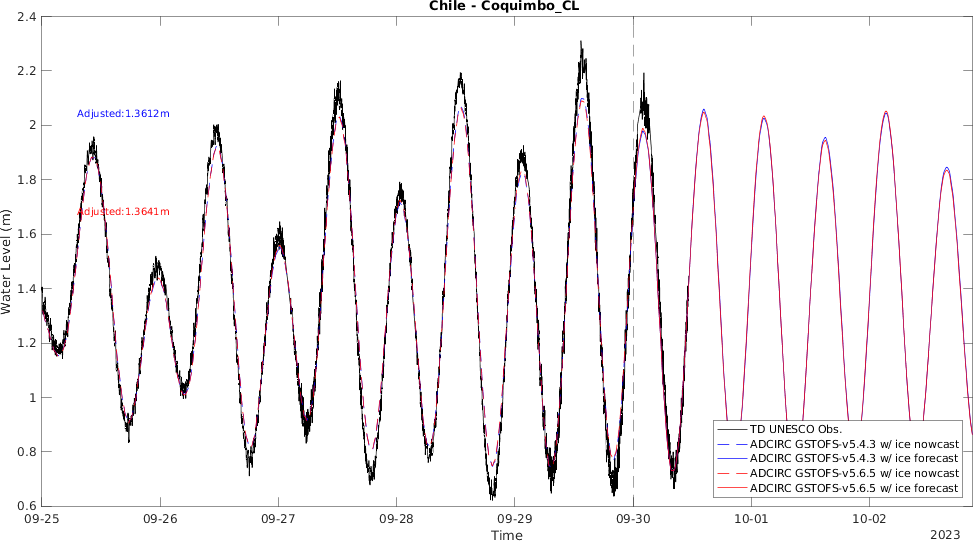 Chile - Coquimbo_CL
2.4
2.2
2
1.8
1.6
1.4
1.2
1
0.8
0.6
Water Level (m)
Adjusted:1.3612m
Adjusted:1.3641m
TD UNESCO Obs.
ADCIRC GSTOFS-v5.4.3 w/ ice nowcast
ADCIRC GSTOFS-v5.4.3 w/ ice forecast
ADCIRC GSTOFS-v5.6.5 w/ ice nowcast
ADCIRC GSTOFS-v5.6.5 w/ ice forecast
09-25 09-26 09-27 09-28 09-29 09-30 10-01 10-02
Time
2023